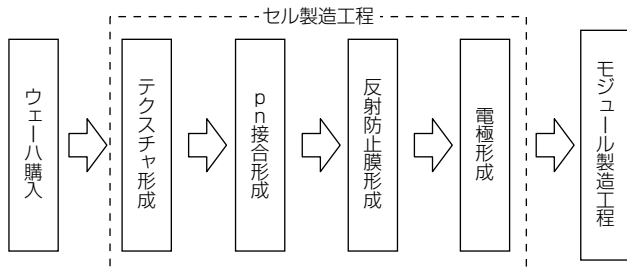 セル製造工程
ウェーハ購入
テクスチャ形成
pn接合形成
反射防止膜形成
電極形成
モジュール製造工程